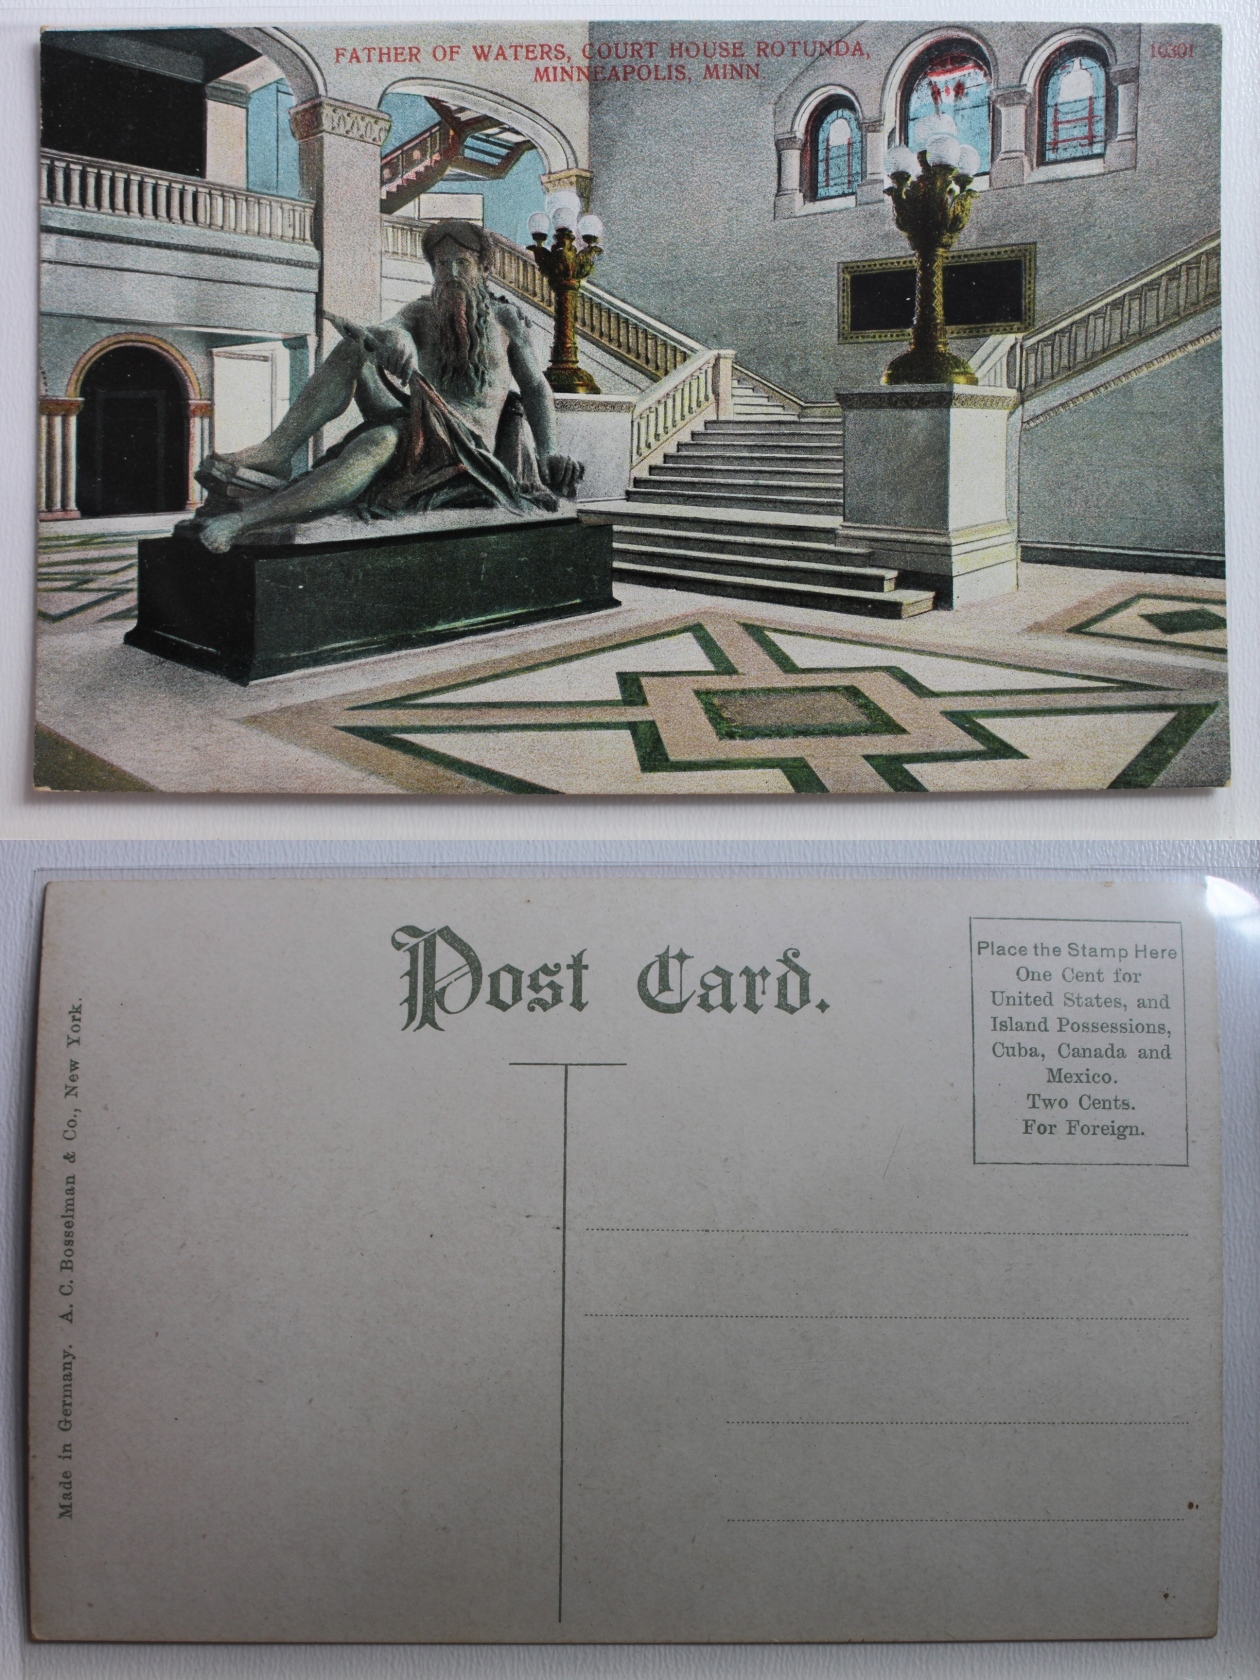 FATHER OF WATERS, COURT HOUSE ROTUNDA,
MINNEAPOLIS, MINN.
10301
Post Card.
Place the Stamp Here
One Cent for
United States, and
Island Possessions,
Cuba, Canada and
Mexico.
Two Cents.
For Foreign.
Made in Germany. A. C. Bosselman & Co., New York.